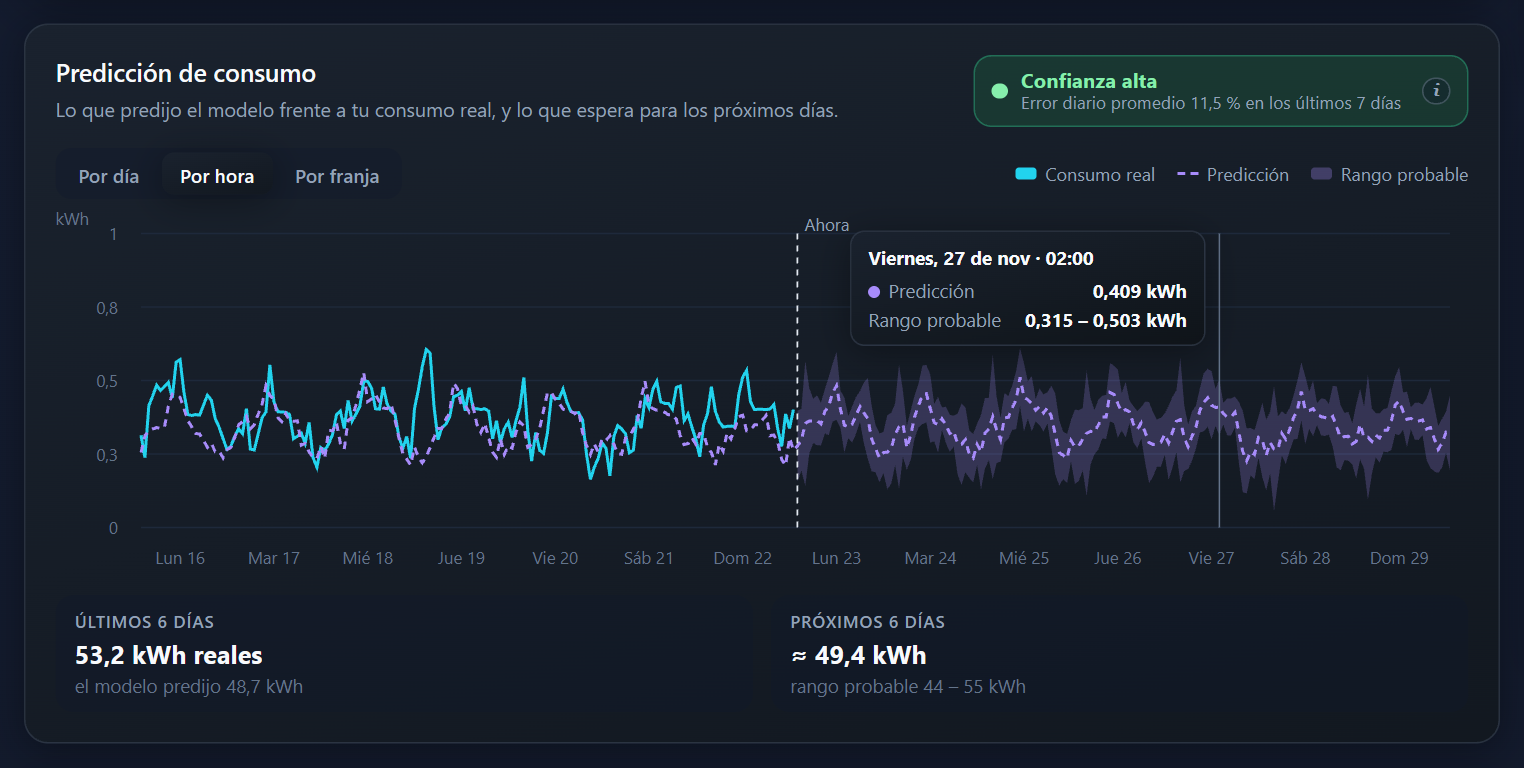 Predicción de consumo
Lo que predijo el modelo frente a tu consumo real, y lo que espera para los próximos días.
Confianza alta
Error diario promedio 11,5 % en los últimos 7 días
i
Por día
Por hora
Por franja
Consumo real
Predicción
Rango probable
kWh
1
0,8
0,5
0,3
0
Ahora
Viernes, 27 de nov · 02:00
Predicción 0,409 kWh
Rango probable 0,315 – 0,503 kWh
Lun 16
Mar 17
Mié 18
Jue 19
Vie 20
Sáb 21
Dom 22
Lun 23
Mar 24
Mié 25
Jue 26
Vie 27
Sáb 28
Dom 29
ÚLTIMOS 6 DÍAS
53,2 kWh reales
el modelo predijo 48,7 kWh
PRÓXIMOS 6 DÍAS
≈ 49,4 kWh
rango probable 44 – 55 kWh